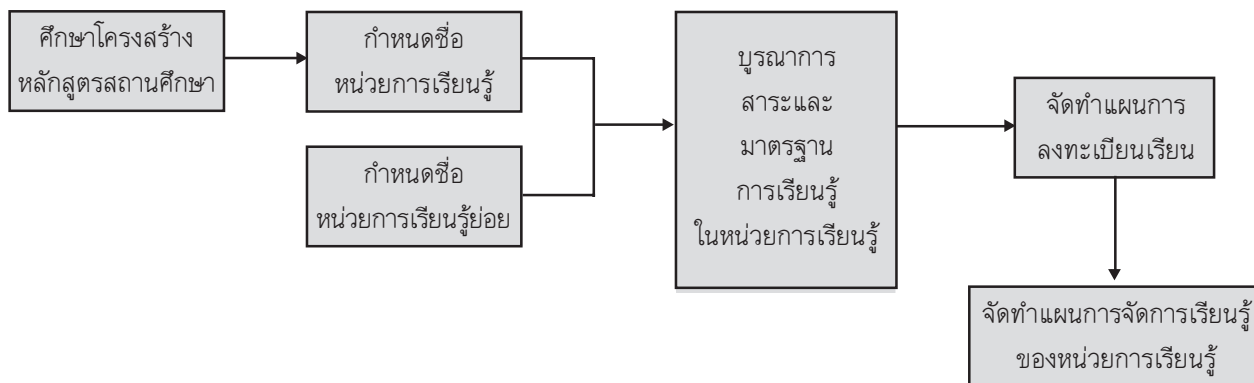 ศึกษาโครงสร้าง
หลักสูตรสถานศึกษา
กำหนดชื่อ
หน่วยการเรียนรู้
กำหนดชื่อ
หน่วยการเรียนรู้ย่อย
บูรณาการ
สาระและ
มาตรฐาน
การเรียนรู้
ในหน่วยการเรียนรู้
จัดทำแผนการ
ลงทะเบียนเรียน
จัดทำแผนการจัดการเรียนรู้
ของหน่วยการเรียนรู้